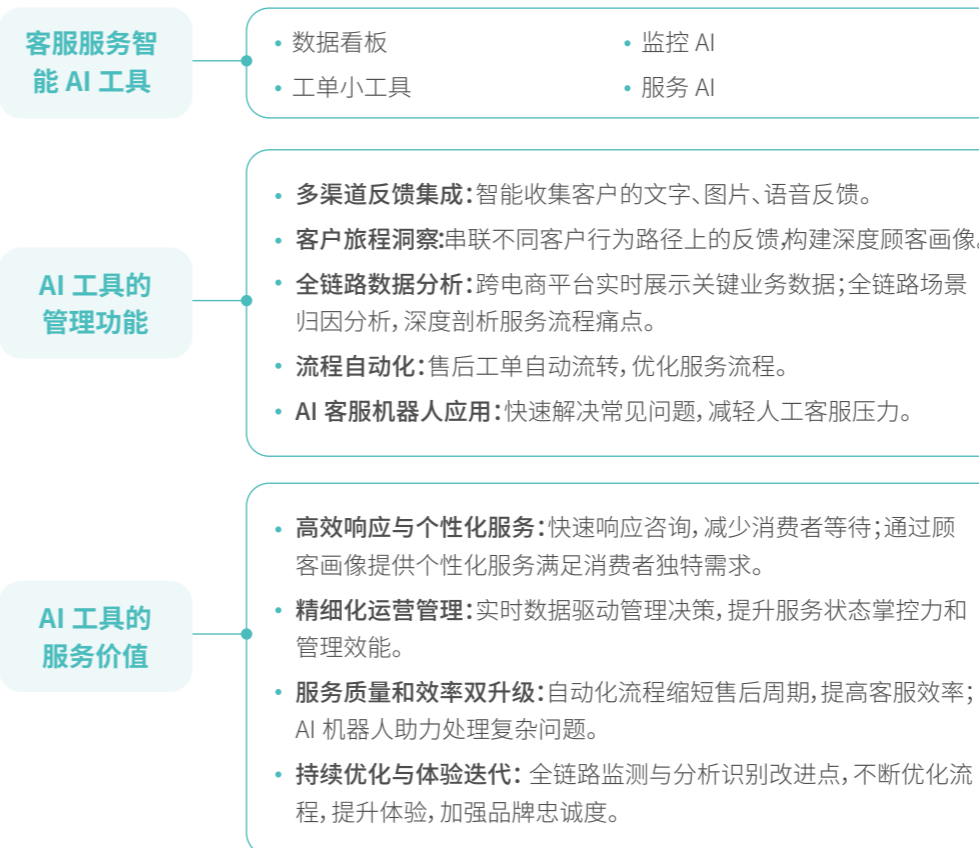 客服服务智
能 AI 工具
• 数据看板
• 监控 AI
• 工单小工具
• 服务 AI
AI 工具的
管理功能
• 多渠道反馈集成：智能收集客户的文字、图片、语音反馈。
• 客户旅程洞察：串联不同客户行为路径上的反馈，构建深度顾客画像。
• 全链路数据分析：跨电商平台实时展示关键业务数据；全链路场景
归因分析，深度剖析服务流程痛点。
• 流程自动化：售后工单自动流转，优化服务流程。
• AI 客服机器人应用：快速解决常见问题，减轻人工客服压力。
AI 工具的
服务价值
• 高效响应与个性化服务：快速响应咨询，减少消费者等待；通过顾
客画像提供个性化服务满足消费者独特需求。
• 精细化运营管理：实时数据驱动管理决策，提升服务状态掌控力和
管理效能。
• 服务质量和效率双升级：自动化流程缩短售后周期，提高客服效率；
AI 机器人助力处理复杂问题。
• 持续优化与体验迭代： 全链路监测与分析识别改进点，不断优化流
程，提升体验，加强品牌忠诚度。